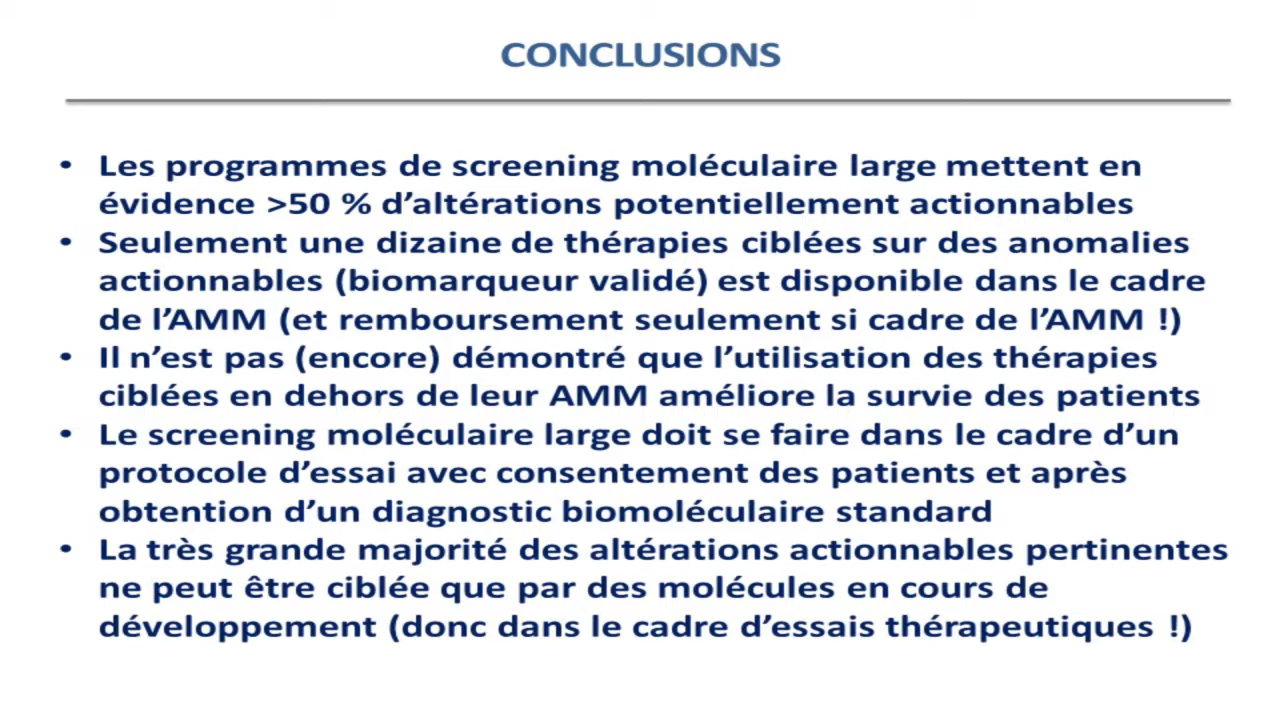 CONCLUSIONS
• Les programmes de screening moléculaire large mettent en
évidence >50 % d’altérations potentiellement actionnables
• Seulement une dizaine de thérapies ciblées sur des anomalies
actionnables (biomarqueur validé) est disponible dans le cadre
de l’AMM (et remboursement seulement si cadre de l’AMM !)
• Il n’est pas (encore) démontré que l’utilisation des thérapies
ciblées en dehors de leur AMM améliore la survie des patients
• Le screening moléculaire large doit se faire dans le cadre d’un
protocole d’essai avec consentement des patients et après
obtention d’un diagnostic biomoléculaire standard
• La très grande majorité des altérations actionnables pertinentes
ne peut être ciblée que par des molécules en cours de
développement (donc dans le cadre d’essais thérapeutiques !)